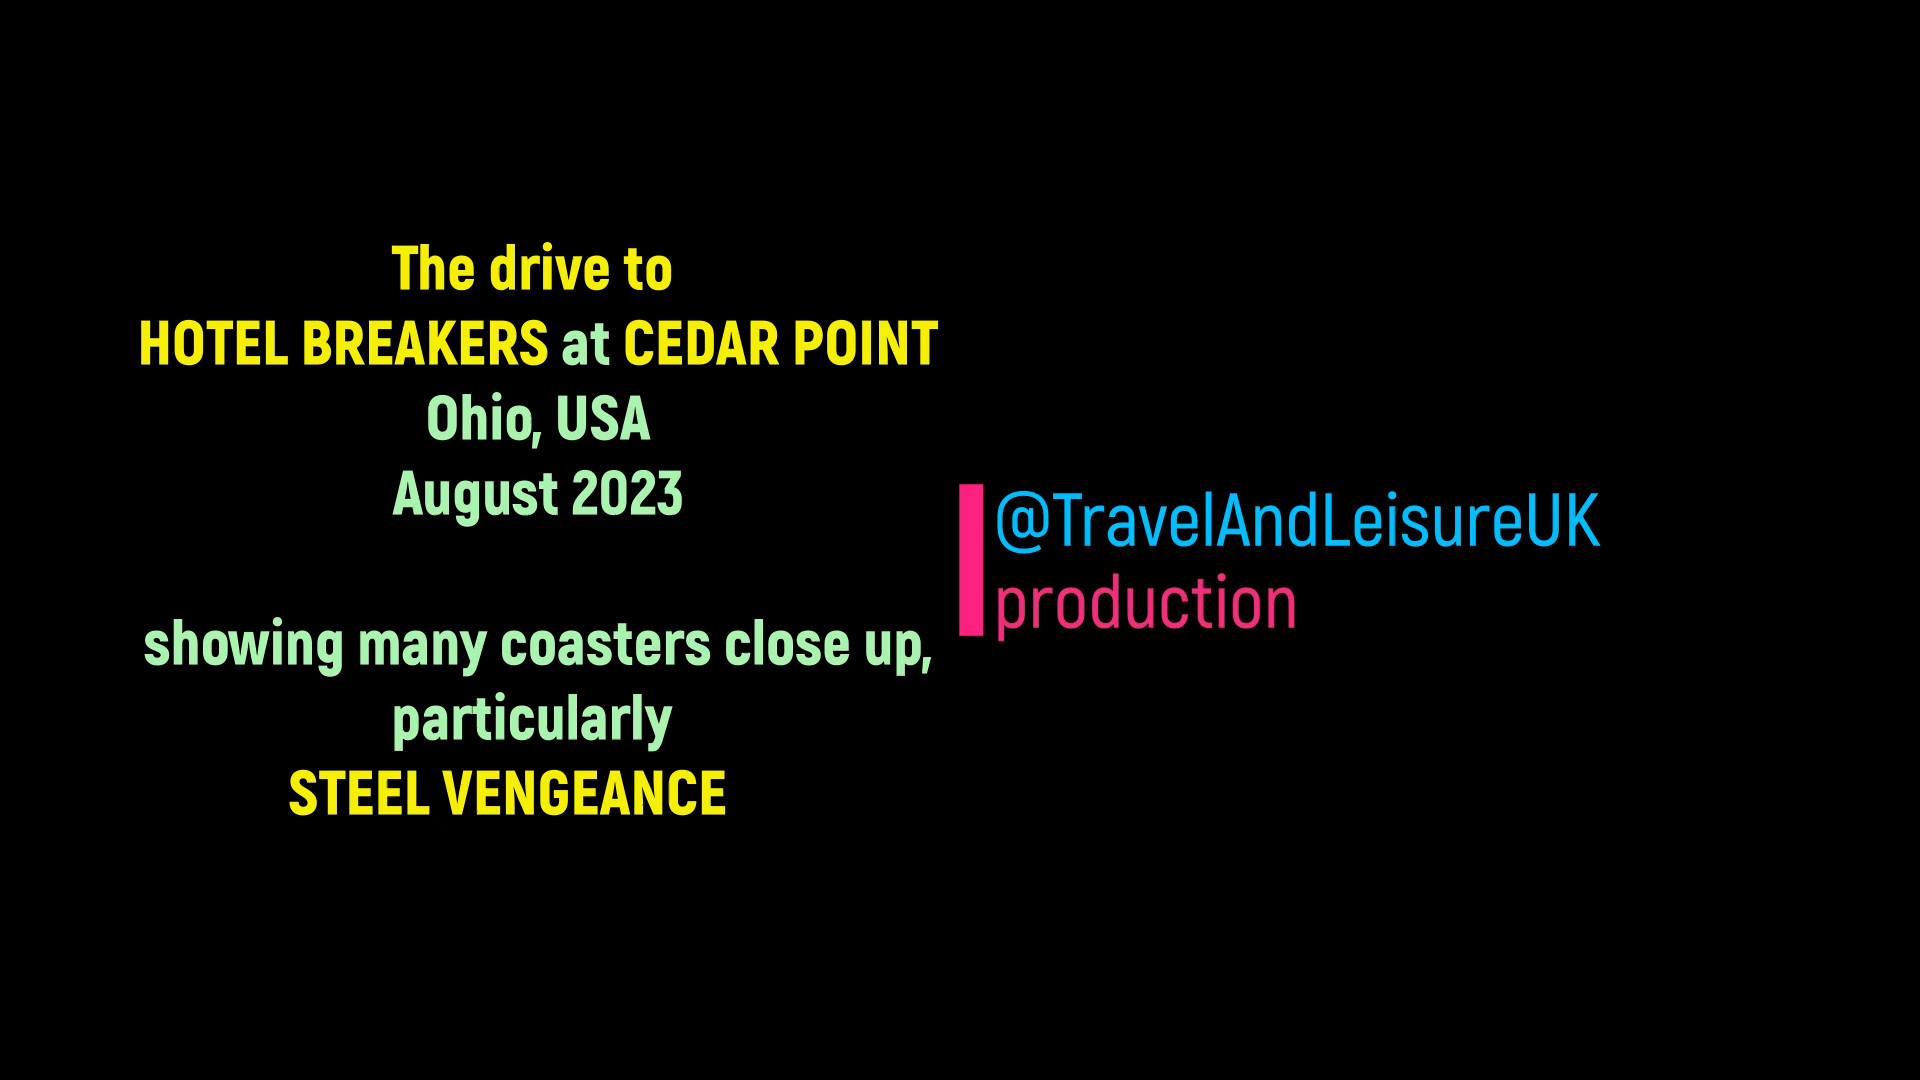 The drive to
HOTEL BREAKERS at CEDAR POINT
Ohio, USA
August 2023
showing many coasters close up,
particularly
STEEL VENGEANCE
@TravelAndLeisureUK
production